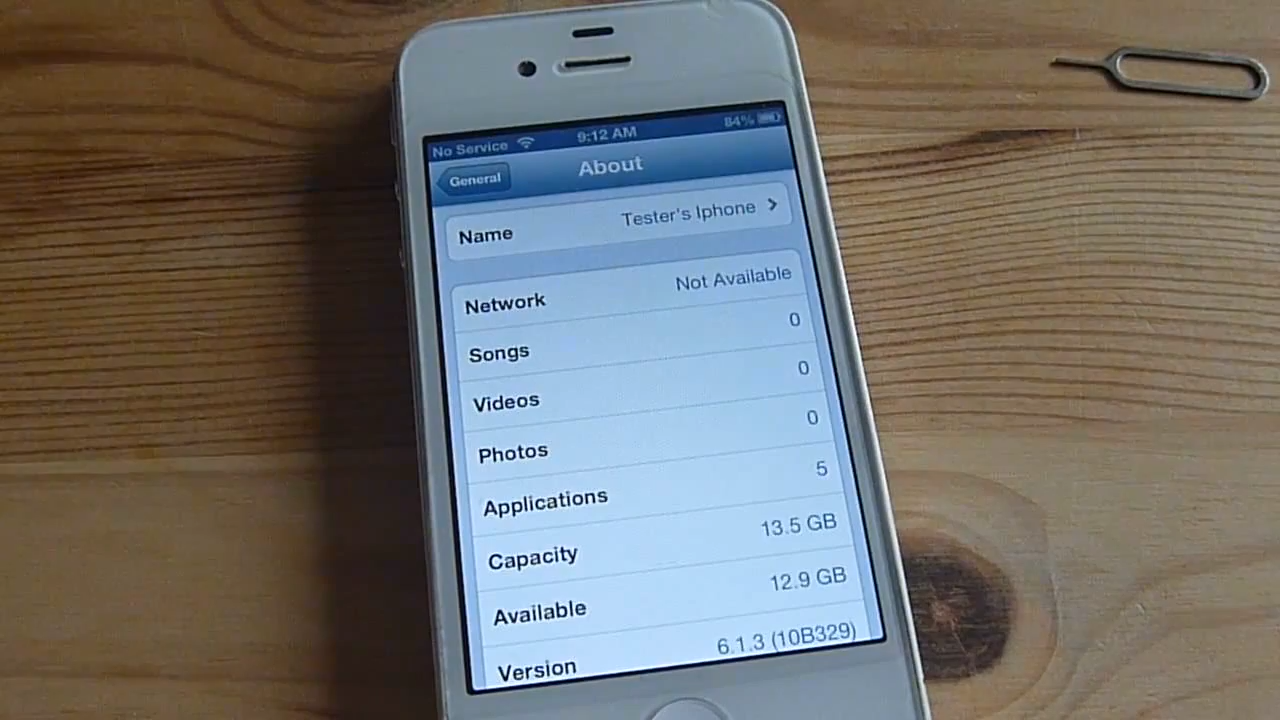 No Service 9:12 AM 84%
General About
Name Tester's Iphone
Network Not Available
Songs 0
Videos 0
Photos 0
Applications 5
Capacity 13.5 GB
Available 12.9 GB
Version 6.1.3 (10B329)